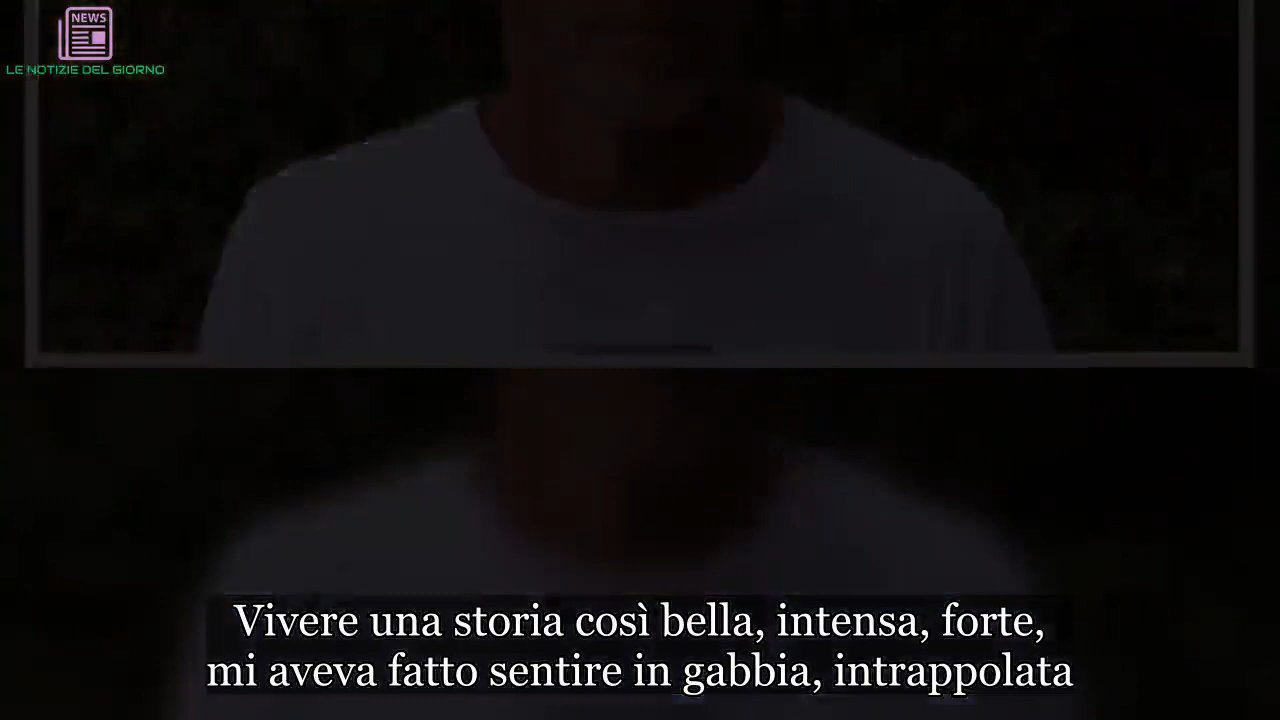 NEWS
LE NOTIZIE DEL GIORNO
Vivere una storia così bella, intensa, forte,
mi aveva fatto sentire in gabbia, intrappolata